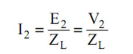 I₂ = E₂/Z_L = V₂/Z_L